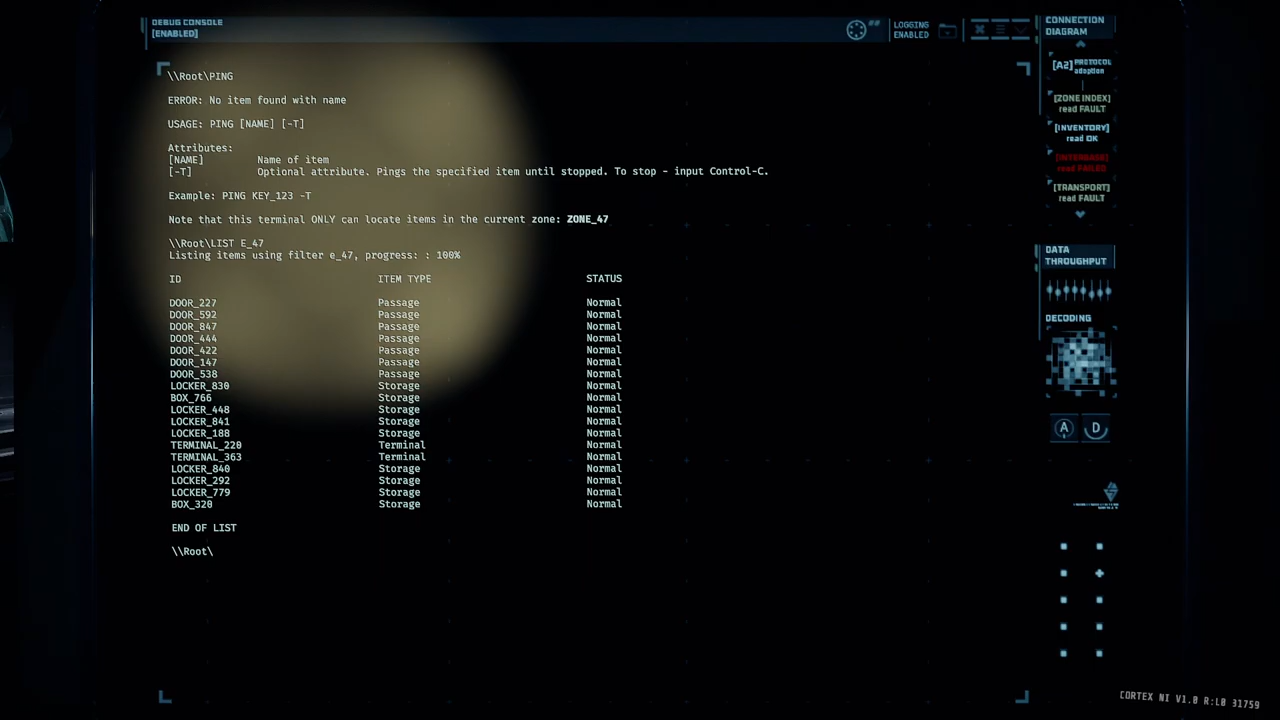 DEBUG CONSOLE
[ENABLED]
LOGGING
ENABLED
\\Root\PING
ERROR: No item found with name
USAGE: PING [NAME] [-T]
Attributes:
[NAME] Name of item
[-T] Optional attribute. Pings the specified item until stopped. To stop - input Control-C.
Example: PING KEY_123 -T
Note that this terminal ONLY can locate items in the current zone: ZONE_47
\\Root\LIST E_47
Listing items using filter e_47, progress: : 100%
ID ITEM TYPE STATUS
DOOR_227 Passage Normal
DOOR_592 Passage Normal
DOOR_847 Passage Normal
DOOR_444 Passage Normal
DOOR_422 Passage Normal
DOOR_147 Passage Normal
DOOR_538 Passage Normal
LOCKER_830 Storage Normal
BOX_766 Storage Normal
LOCKER_448 Storage Normal
LOCKER_841 Storage Normal
LOCKER_188 Storage Normal
TERMINAL_220 Terminal Normal
TERMINAL_363 Terminal Normal
LOCKER_840 Storage Normal
LOCKER_292 Storage Normal
LOCKER_779 Storage Normal
BOX_320 Storage Normal
END OF LIST
\\Root\
CONNECTION
DIAGRAM
[A2] PROTOCOL
adoption
[ZONE INDEX]
read FAULT
[INVENTORY]
read OK
[INTERBASE]
read FAILED
[TRANSPORT]
read FAULT
DATA
THROUGHPUT
DECODING
A D
CORTEX NI V1.0 R:L0 31759